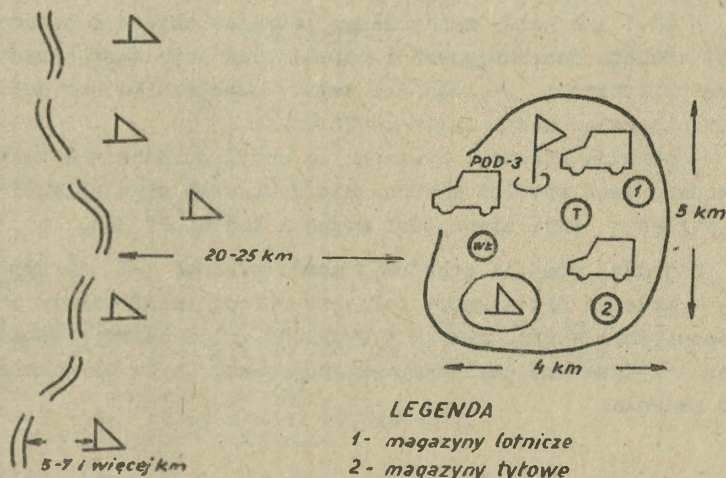 POD-3
1
T
5 km
20-25 km
WŁ
2
4 km
LEGENDA
1- magazyny lotnicze
5-7 i więcej km
2- magazyny tyłowe